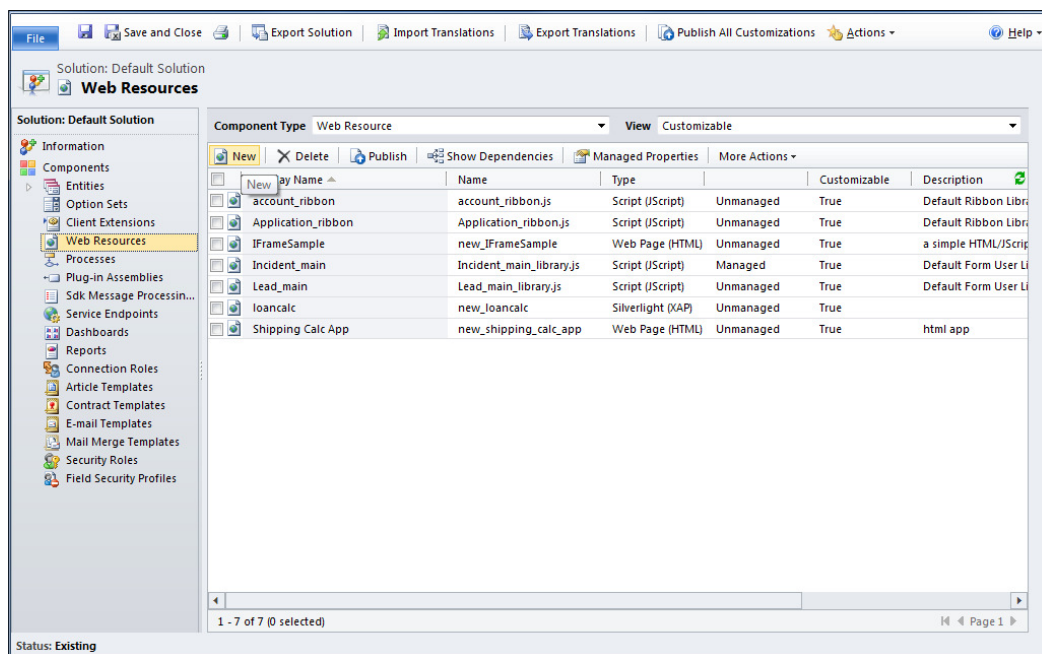 File Save and Close Export Solution Import Translations Export Translations Publish All Customizations Actions Help
Solution: Default Solution
Web Resources
Solution: Default Solution
Information
Components
Entities
Option Sets
Client Extensions
Web Resources
Processes
Plug-in Assemblies
Sdk Message Processin...
Service Endpoints
Dashboards
Reports
Connection Roles
Article Templates
Contract Templates
E-mail Templates
Mail Merge Templates
Security Roles
Field Security Profiles
Component Type Web Resource View Customizable
New Delete Publish Show Dependencies Managed Properties More Actions
ay Name Name Type Customizable Description
New
account_ribbon account_ribbon.js Script (JScript) Unmanaged True Default Ribbon Libr
Application_ribbon Application_ribbon.js Script (JScript) Unmanaged True Default Ribbon Libr
IFrameSample new_IFrameSample Web Page (HTML) Unmanaged True a simple HTML/JScrip
Incident_main Incident_main_library.js Script (JScript) Managed True Default Form User Li
Lead_main Lead_main_library.js Script (JScript) Unmanaged True Default Form User Li
loancalc new_loancalc Silverlight (XAP) Unmanaged True
Shipping Calc App new_shipping_calc_app Web Page (HTML) Unmanaged True html app
1 - 7 of 7 (0 selected) Page 1
Status: Existing